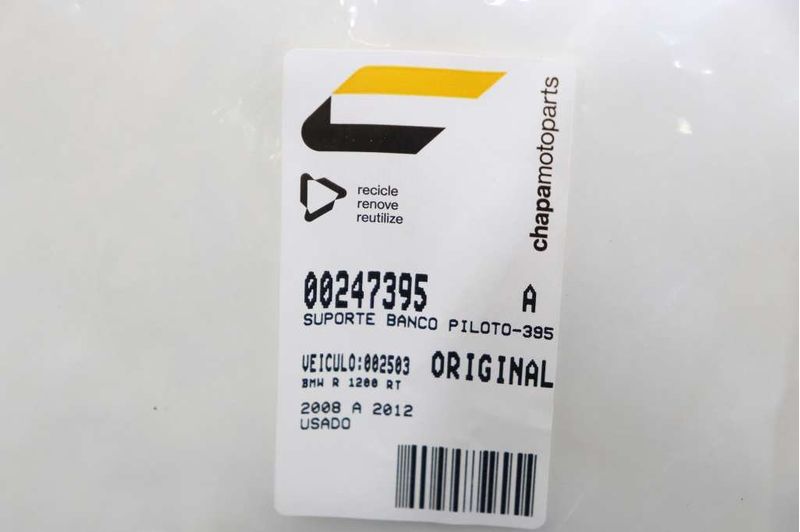 chapamotoparts
recicle
renove
reutilize
00247395 A
SUPORTE BANCO PILOTO-395
VEICULO:002503 ORIGINAL
BMW R 1200 RT
2008 A 2012
USADO